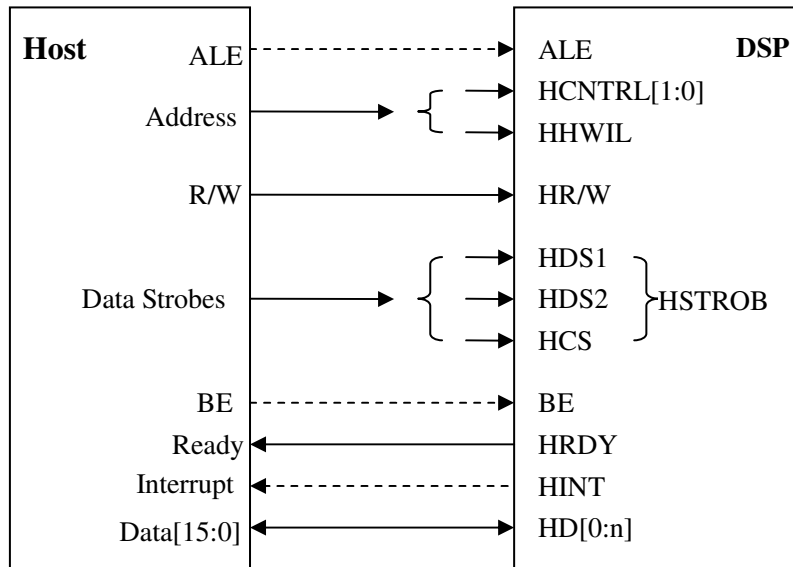 Host ALE ALE DSP
Address HCNTRL[1:0]
HHWIL
R/W HR/W
HDS1
Data Strobes HDS2 HSTROB
HCS
BE BE
Ready HRDY
Interrupt HINT
Data[15:0] HD[0:n]